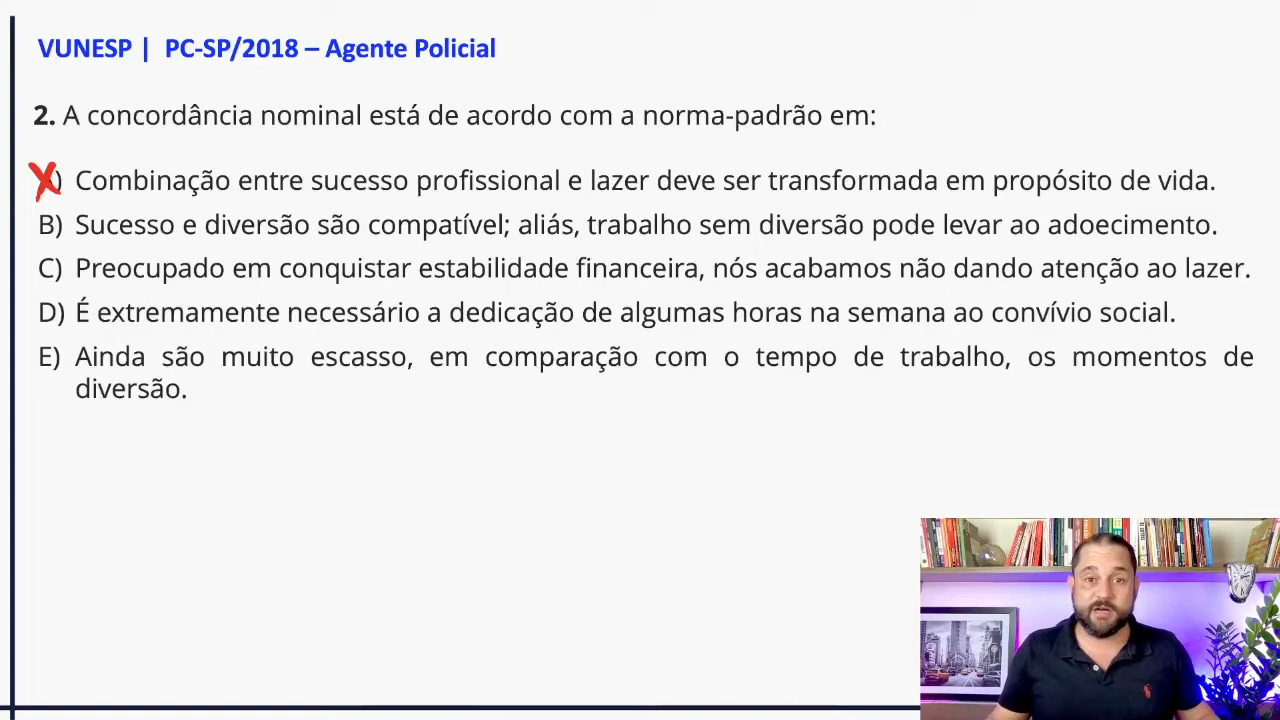 VUNESP | PC-SP/2018 – Agente Policial
2. A concordância nominal está de acordo com a norma-padrão em:
) Combinação entre sucesso profissional e lazer deve ser transformada em propósito de vida.
B) Sucesso e diversão são compatível; aliás, trabalho sem diversão pode levar ao adoecimento.
C) Preocupado em conquistar estabilidade financeira, nós acabamos não dando atenção ao lazer.
D) É extremamente necessário a dedicação de algumas horas na semana ao convívio social.
E) Ainda são muito escasso, em comparação com o tempo de trabalho, os momentos de
diversão.